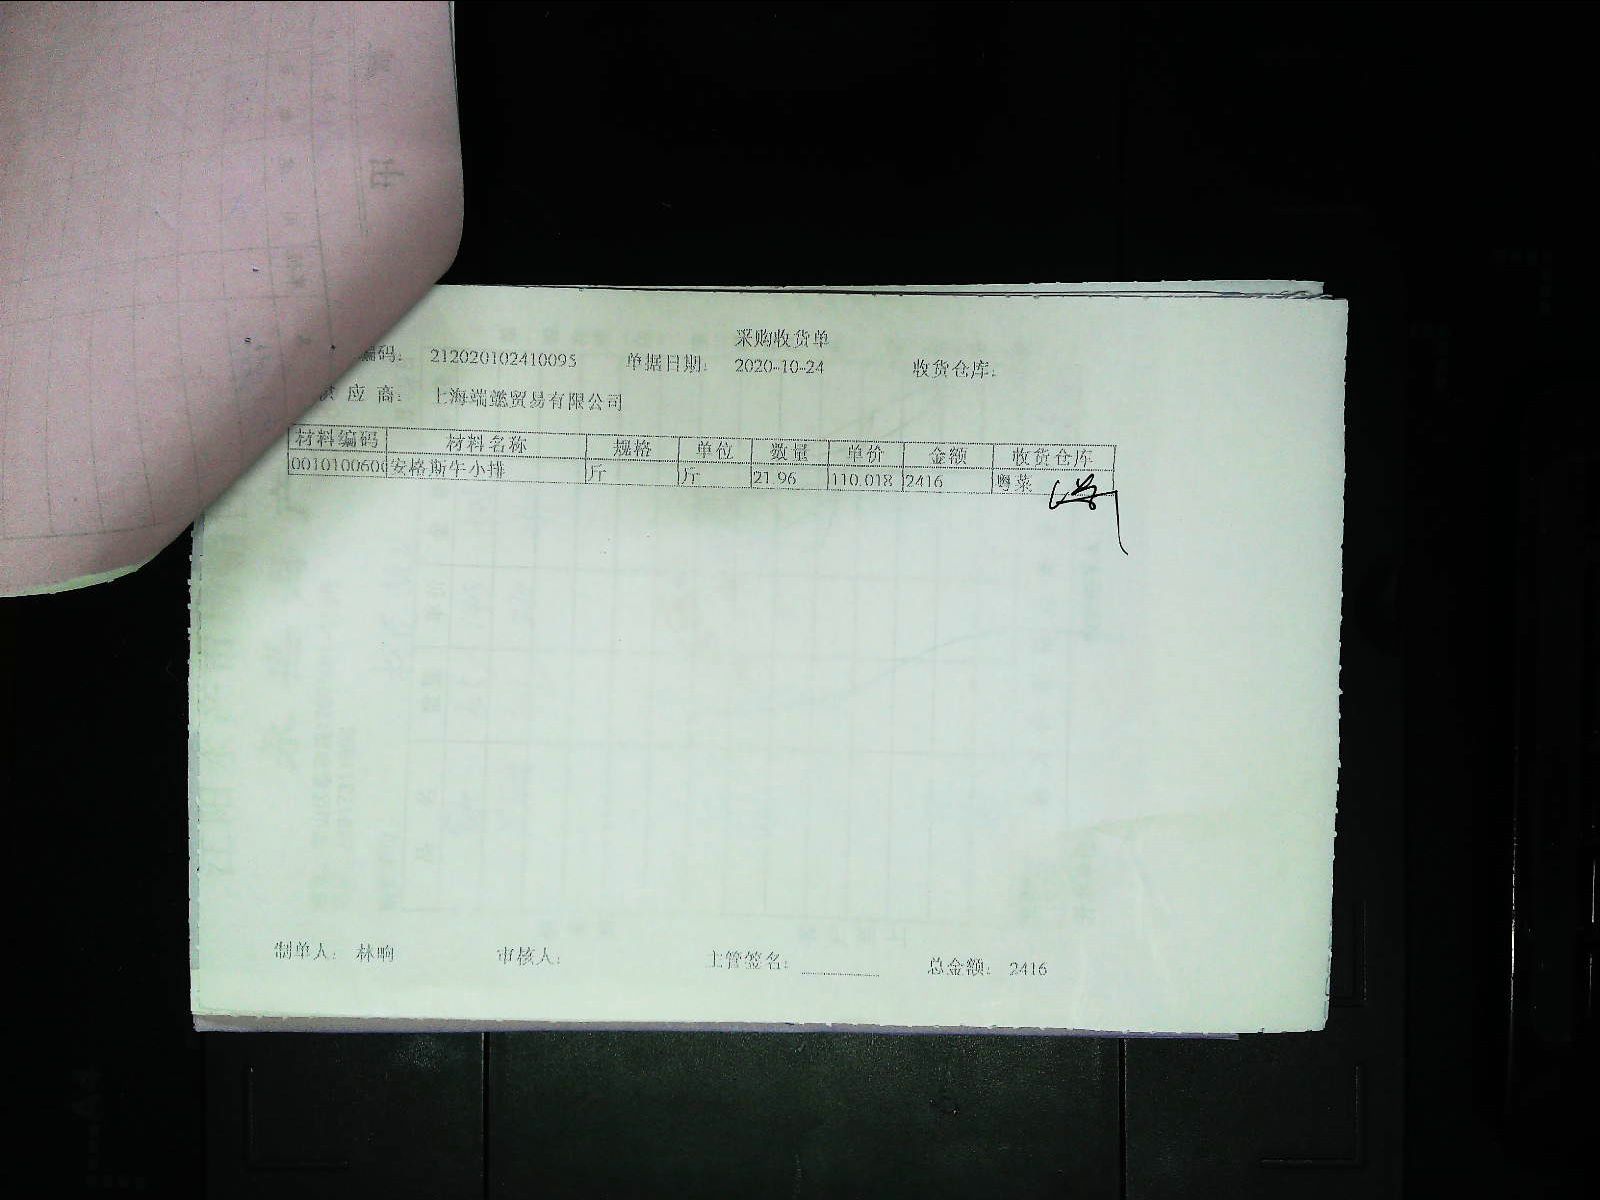 采购收货单
编码: 212020102410095 单据日期: 2020-10-24 收货仓库:
供应商: 上海端懿贸易有限公司
材料编码 材料名称 规格 单位 数量 单价 金额 收货仓库
0010100600 安格斯牛小排 斤 斤 21.96 110.018 2416 粤菜
制单人: 林晌 审核人: 主管签名: 总金额: 2416